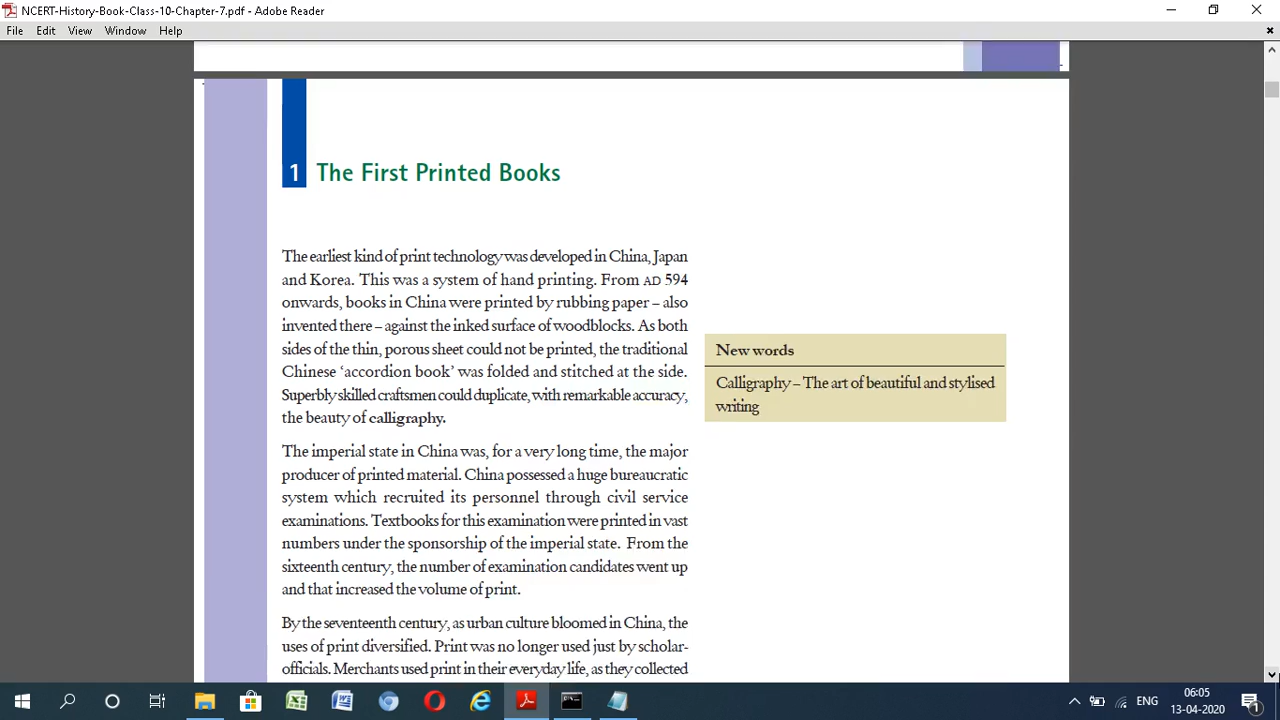 NCERT-History-Book-Class-10-Chapter-7.pdf - Adobe Reader
File Edit View Window Help
1 The First Printed Books
The earliest kind of print technology was developed in China, Japan
and Korea. This was a system of hand printing. From AD 594
onwards, books in China were printed by rubbing paper – also
invented there – against the inked surface of woodblocks. As both
sides of the thin, porous sheet could not be printed, the traditional
Chinese ‘accordion book’ was folded and stitched at the side.
Superbly skilled craftsmen could duplicate, with remarkable accuracy,
the beauty of calligraphy.
The imperial state in China was, for a very long time, the major
producer of printed material. China possessed a huge bureaucratic
system which recruited its personnel through civil service
examinations. Textbooks for this examination were printed in vast
numbers under the sponsorship of the imperial state. From the
sixteenth century, the number of examination candidates went up
and that increased the volume of print.
By the seventeenth century, as urban culture bloomed in China, the
uses of print diversified. Print was no longer used just by scholar-
officials. Merchants used print in their everyday life, as they collected
New words
Calligraphy – The art of beautiful and stylised
writing
ENG
06:05
13-04-2020
1